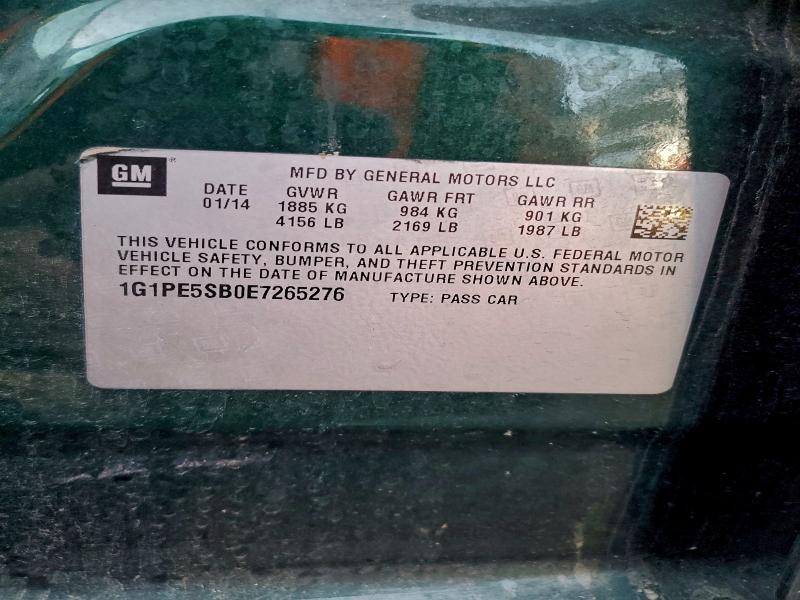 GM ® MFD BY GENERAL MOTORS LLC
DATE GVWR GAWR FRT GAWR RR
01/14 1885 KG 984 KG 901 KG
4156 LB 2169 LB 1987 LB
THIS VEHICLE CONFORMS TO ALL APPLICABLE U.S. FEDERAL MOTOR
VEHICLE SAFETY, BUMPER, AND THEFT PREVENTION STANDARDS IN
EFFECT ON THE DATE OF MANUFACTURE SHOWN ABOVE.
1G1PE5SB0E7265276 TYPE: PASS CAR